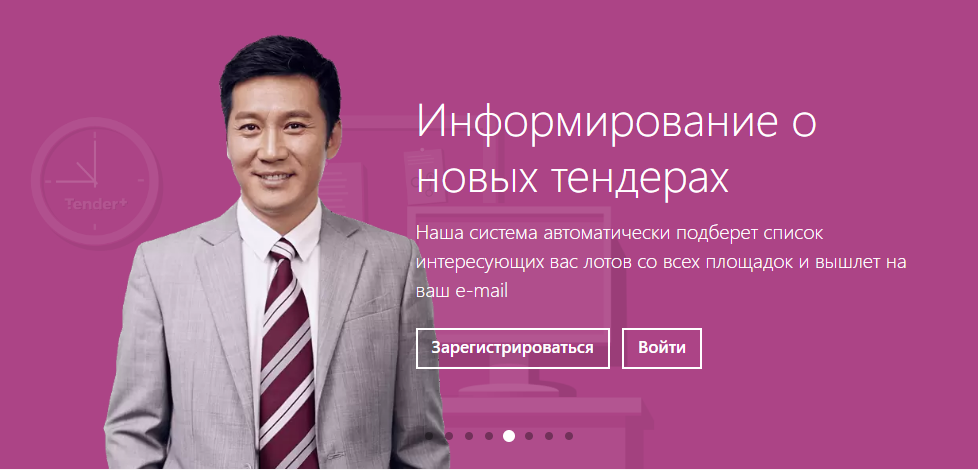 Информирование о
новых тендерах
Tender+
Наша система автоматически подберет список
интересующих вас лотов со всех площадок и вышлет на
ваш e-mail
Зарегистрироваться
Войти